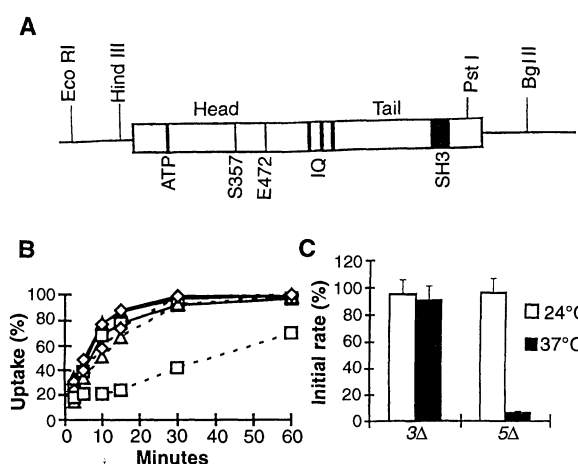 A
Eco RI
Hind III
Pst I
Bgl II
Head
Tail
ATP
S357
E472
IQ
SH3
B
Uptake (%)
100
80
60
40
20
0
0
10
20
30
40
50
60
Minutes
C
Initial rate (%)
120
100
80
60
40
20
0
3Δ
5Δ
24°C
37°C